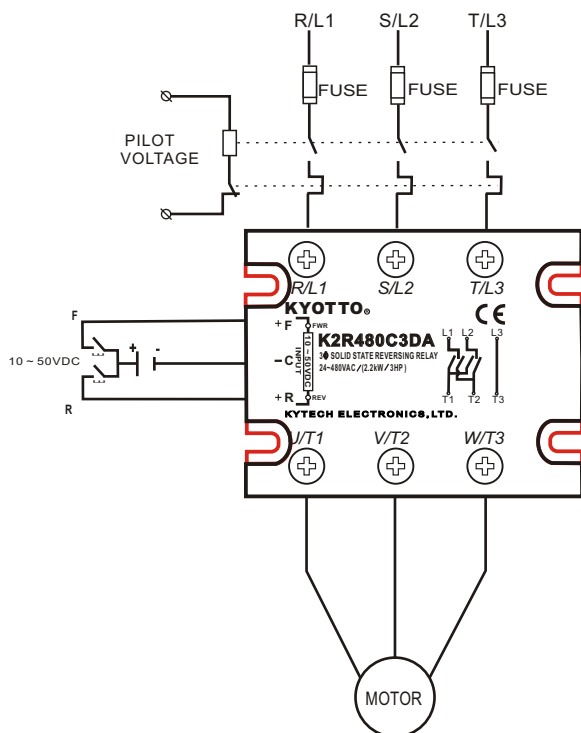 R/L1 S/L2 T/L3
FUSE FUSE FUSE
PILOT
VOLTAGE
R/L1 S/L2 T/L3
KYOTTO®
CE
F
+F FWR
K2R480C3DA
L1 L2 L3
3 SOLID STATE REVERSING RELAY
24~480VAC/(2.2kW/3HP)
10~50VDC
+ -
-C
INPUT
10~50VDC
+R REV
T1 T2 T3
R
KYTECH ELECTRONICS,LTD.
U/T1 V/T2 W/T3
MOTOR